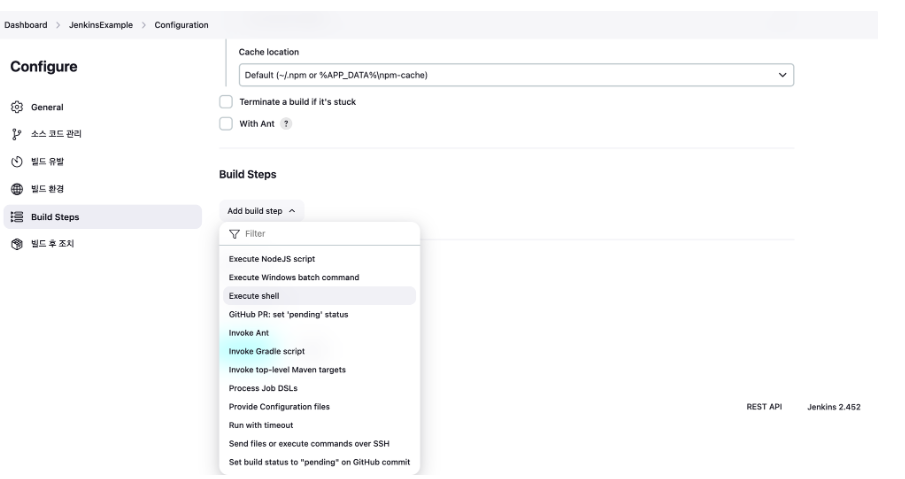 Dashboard > JenkinsExample > Configuration
Configure
General
소스 코드 관리
빌드 유발
빌드 환경
Build Steps
빌드 후 조치
Cache location
Default (~/.npm or %APP_DATA%\npm-cache)
Terminate a build if it's stuck
With Ant ?
Build Steps
Add build step
Filter
Execute NodeJS script
Execute Windows batch command
Execute shell
GitHub PR: set 'pending' status
Invoke Ant
Invoke Gradle script
Invoke top-level Maven targets
Process Job DSLs
Provide Configuration files
Run with timeout
Send files or execute commands over SSH
Set build status to "pending" on GitHub commit
REST API Jenkins 2.452